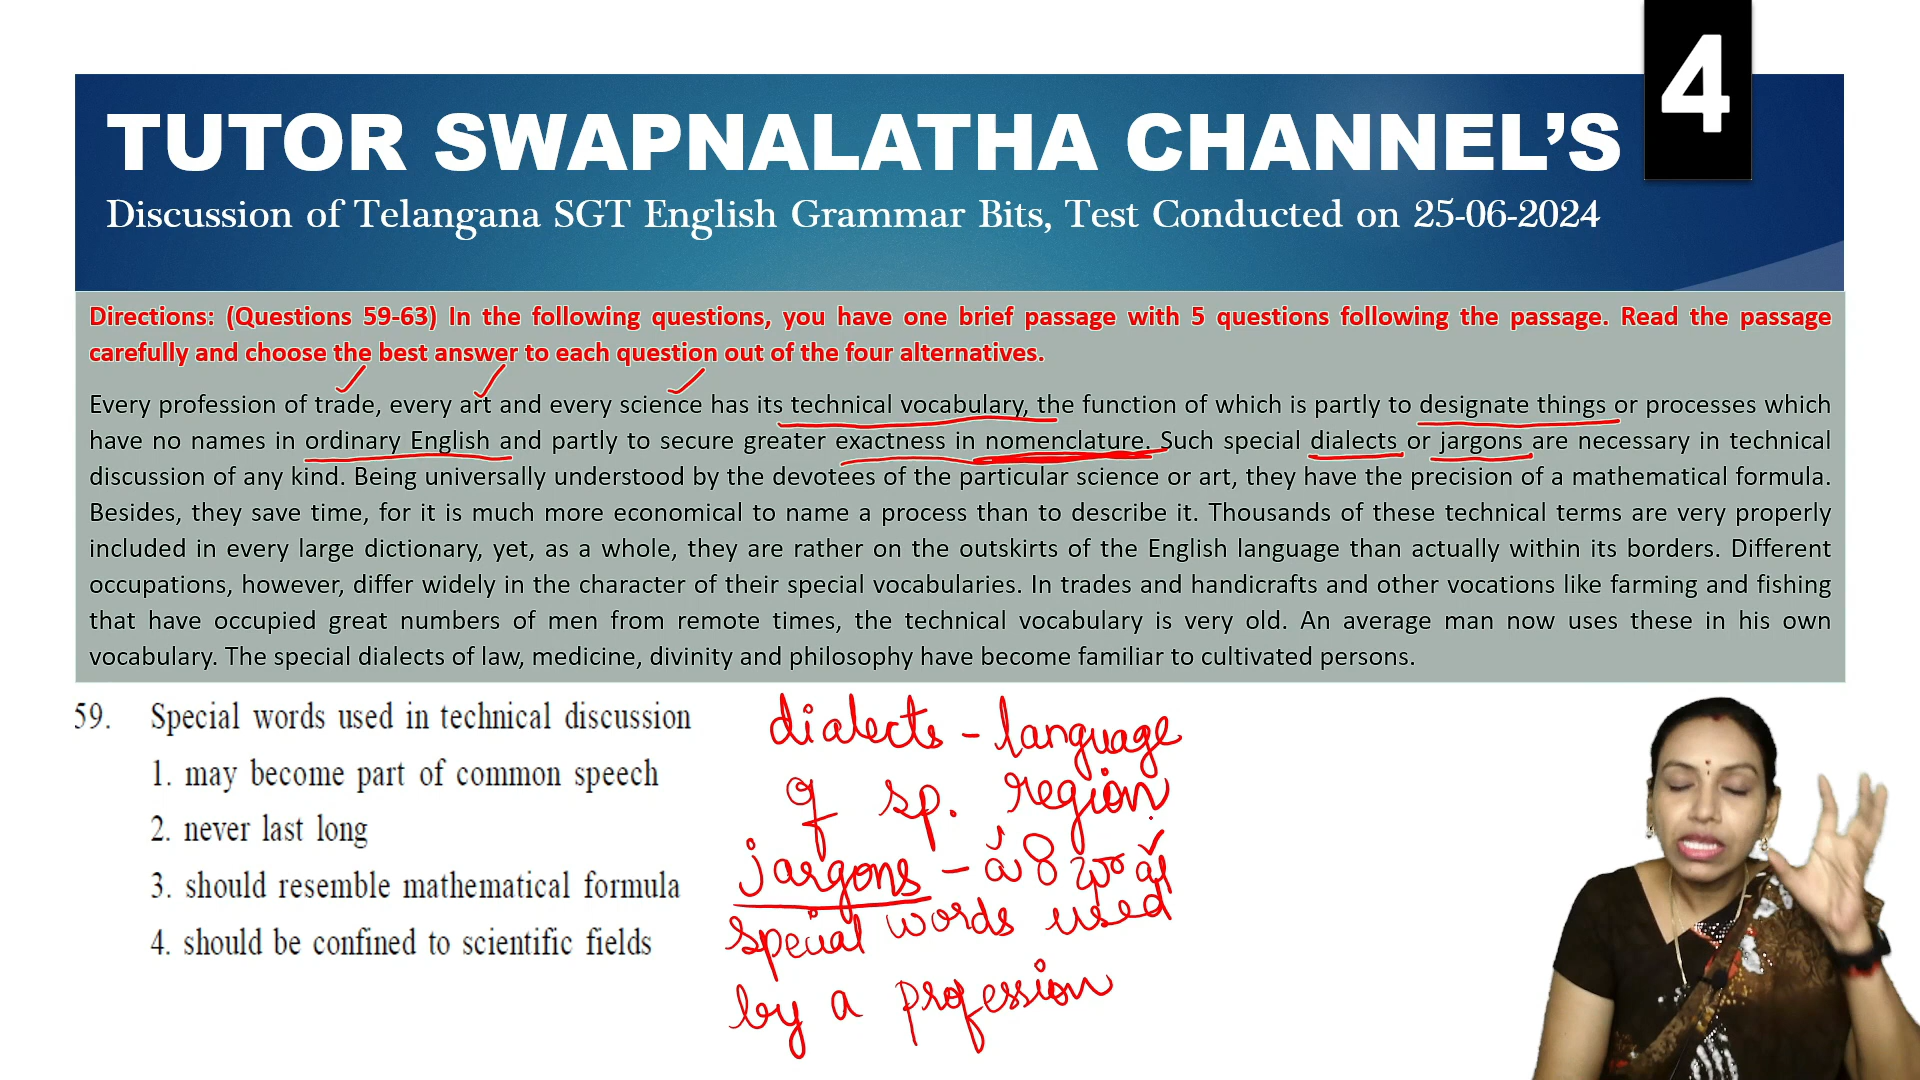 4
TUTOR SWAPNALATHA CHANNEL’S
Discussion of Telangana SGT English Grammar Bits, Test Conducted on 25-06-2024
Directions: (Questions 59-63) In the following questions, you have one brief passage with 5 questions following the passage. Read the passage
carefully and choose the best answer to each question out of the four alternatives.
Every profession of trade, every art and every science has its technical vocabulary, the function of which is partly to designate things or processes which
have no names in ordinary English and partly to secure greater exactness in nomenclature. Such special dialects or jargons are necessary in technical
discussion of any kind. Being universally understood by the devotees of the particular science or art, they have the precision of a mathematical formula.
Besides, they save time, for it is much more economical to name a process than to describe it. Thousands of these technical terms are very properly
included in every large dictionary, yet, as a whole, they are rather on the outskirts of the English language than actually within its borders. Different
occupations, however, differ widely in the character of their special vocabularies. In trades and handicrafts and other vocations like farming and fishing
that have occupied great numbers of men from remote times, the technical vocabulary is very old. An average man now uses these in his own
vocabulary. The special dialects of law, medicine, divinity and philosophy have become familiar to cultivated persons.
59. Special words used in technical discussion
1. may become part of common speech
2. never last long
3. should resemble mathematical formula
4. should be confined to scientific fields
dialects - language
of sp. region
jargons -
special words used
by a profession